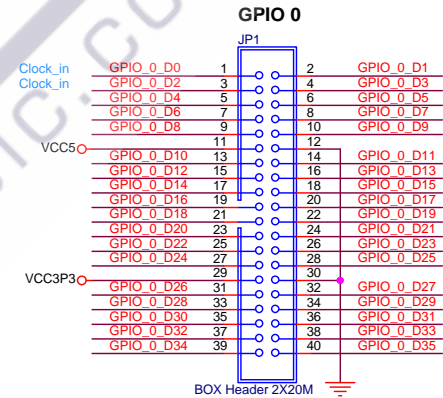 GPIO 0
JP1
Clock_in GPIO_0_D0 1 2 GPIO_0_D1
Clock_in GPIO_0_D2 3 4 GPIO_0_D3
GPIO_0_D4 5 6 GPIO_0_D5
GPIO_0_D6 7 8 GPIO_0_D7
GPIO_0_D8 9 10 GPIO_0_D9
VCC5 11 12
GPIO_0_D10 13 14 GPIO_0_D11
GPIO_0_D12 15 16 GPIO_0_D13
GPIO_0_D14 17 18 GPIO_0_D15
GPIO_0_D16 19 20 GPIO_0_D17
GPIO_0_D18 21 22 GPIO_0_D19
GPIO_0_D20 23 24 GPIO_0_D21
GPIO_0_D22 25 26 GPIO_0_D23
GPIO_0_D24 27 28 GPIO_0_D25
VCC3P3 29 30
GPIO_0_D26 31 32 GPIO_0_D27
GPIO_0_D28 33 34 GPIO_0_D29
GPIO_0_D30 35 36 GPIO_0_D31
GPIO_0_D32 37 38 GPIO_0_D33
GPIO_0_D34 39 40 GPIO_0_D35
BOX Header 2X20M